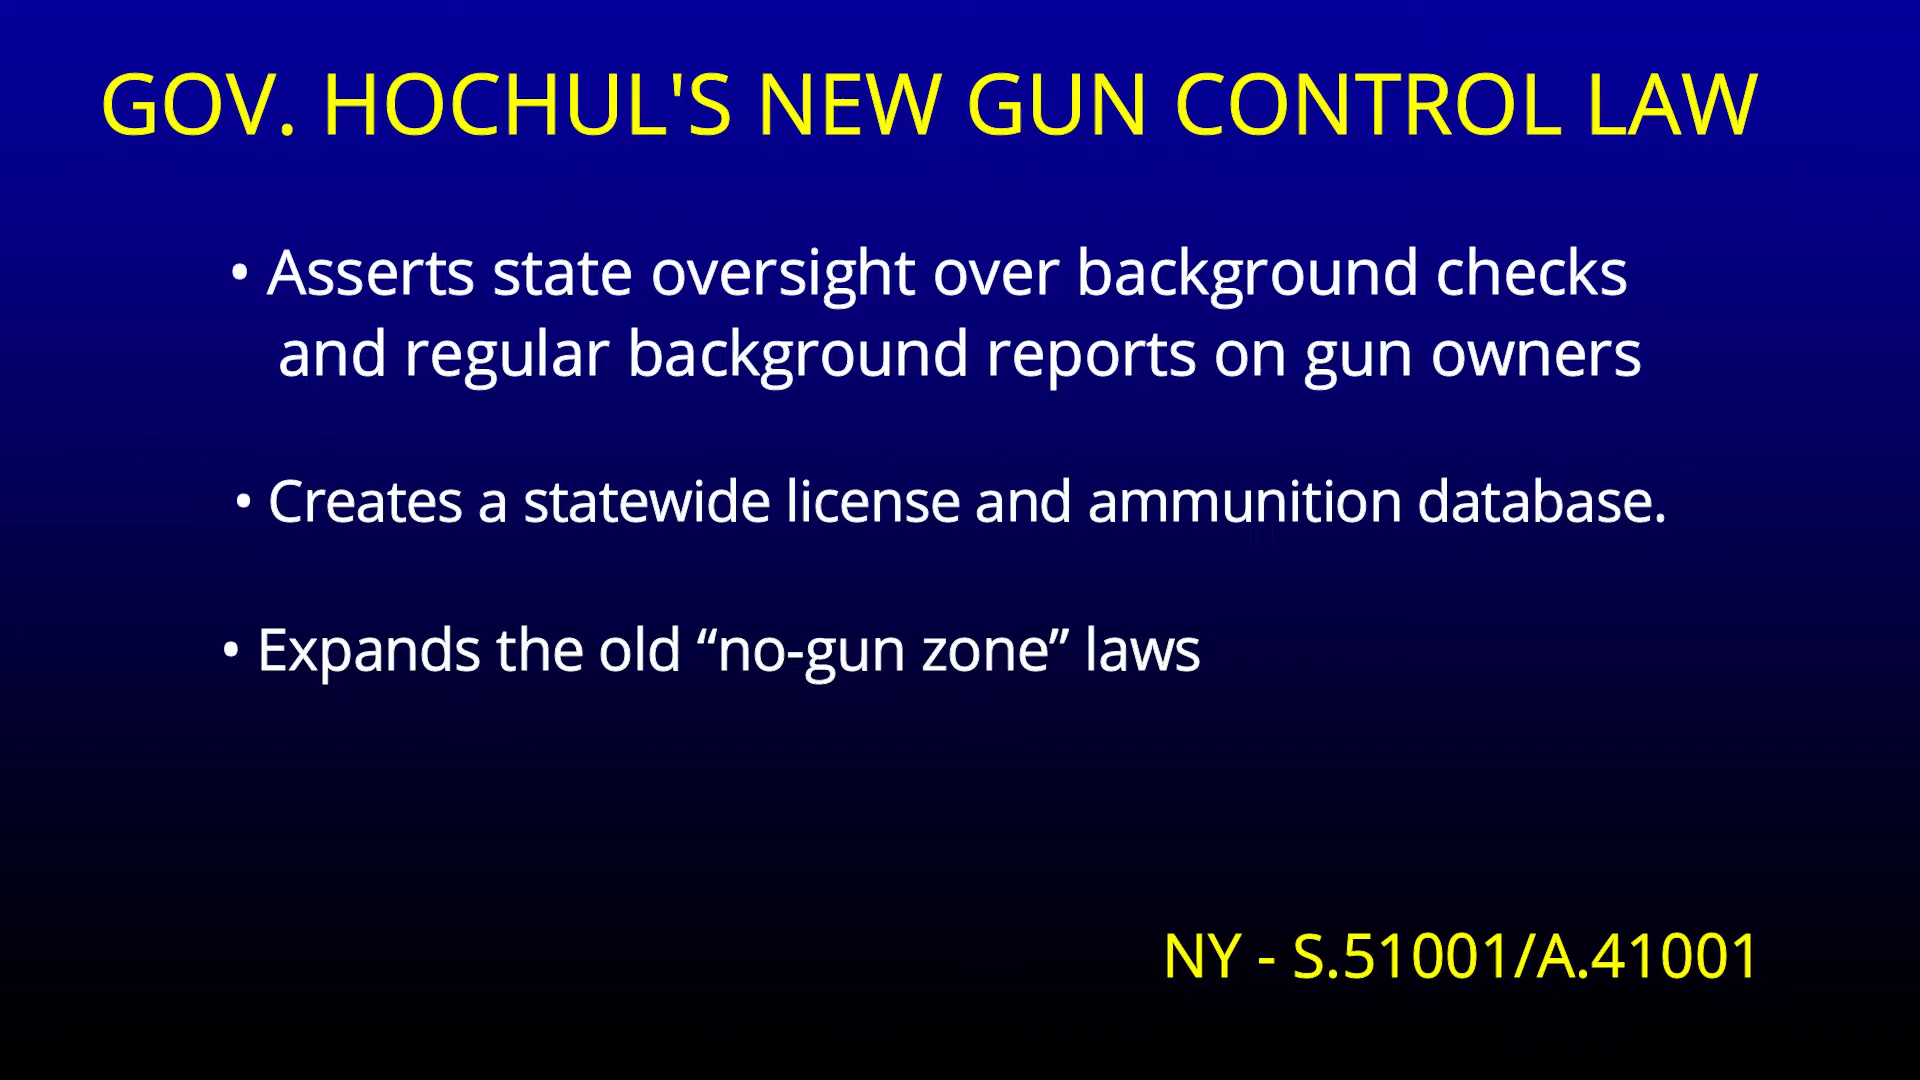 GOV. HOCHUL'S NEW GUN CONTROL LAW
• Asserts state oversight over background checks
and regular background reports on gun owners
• Creates a statewide license and ammunition database.
• Expands the old “no-gun zone” laws
NY - S.51001/A.41001